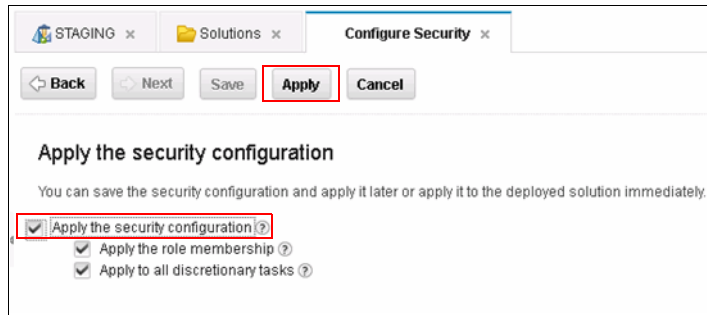 STAGING × Solutions × Configure Security ×
Back Next Save Apply Cancel
Apply the security configuration
You can save the security configuration and apply it later or apply it to the deployed solution immediately.
Apply the security configuration ?
Apply the role membership ?
Apply to all discretionary tasks ?